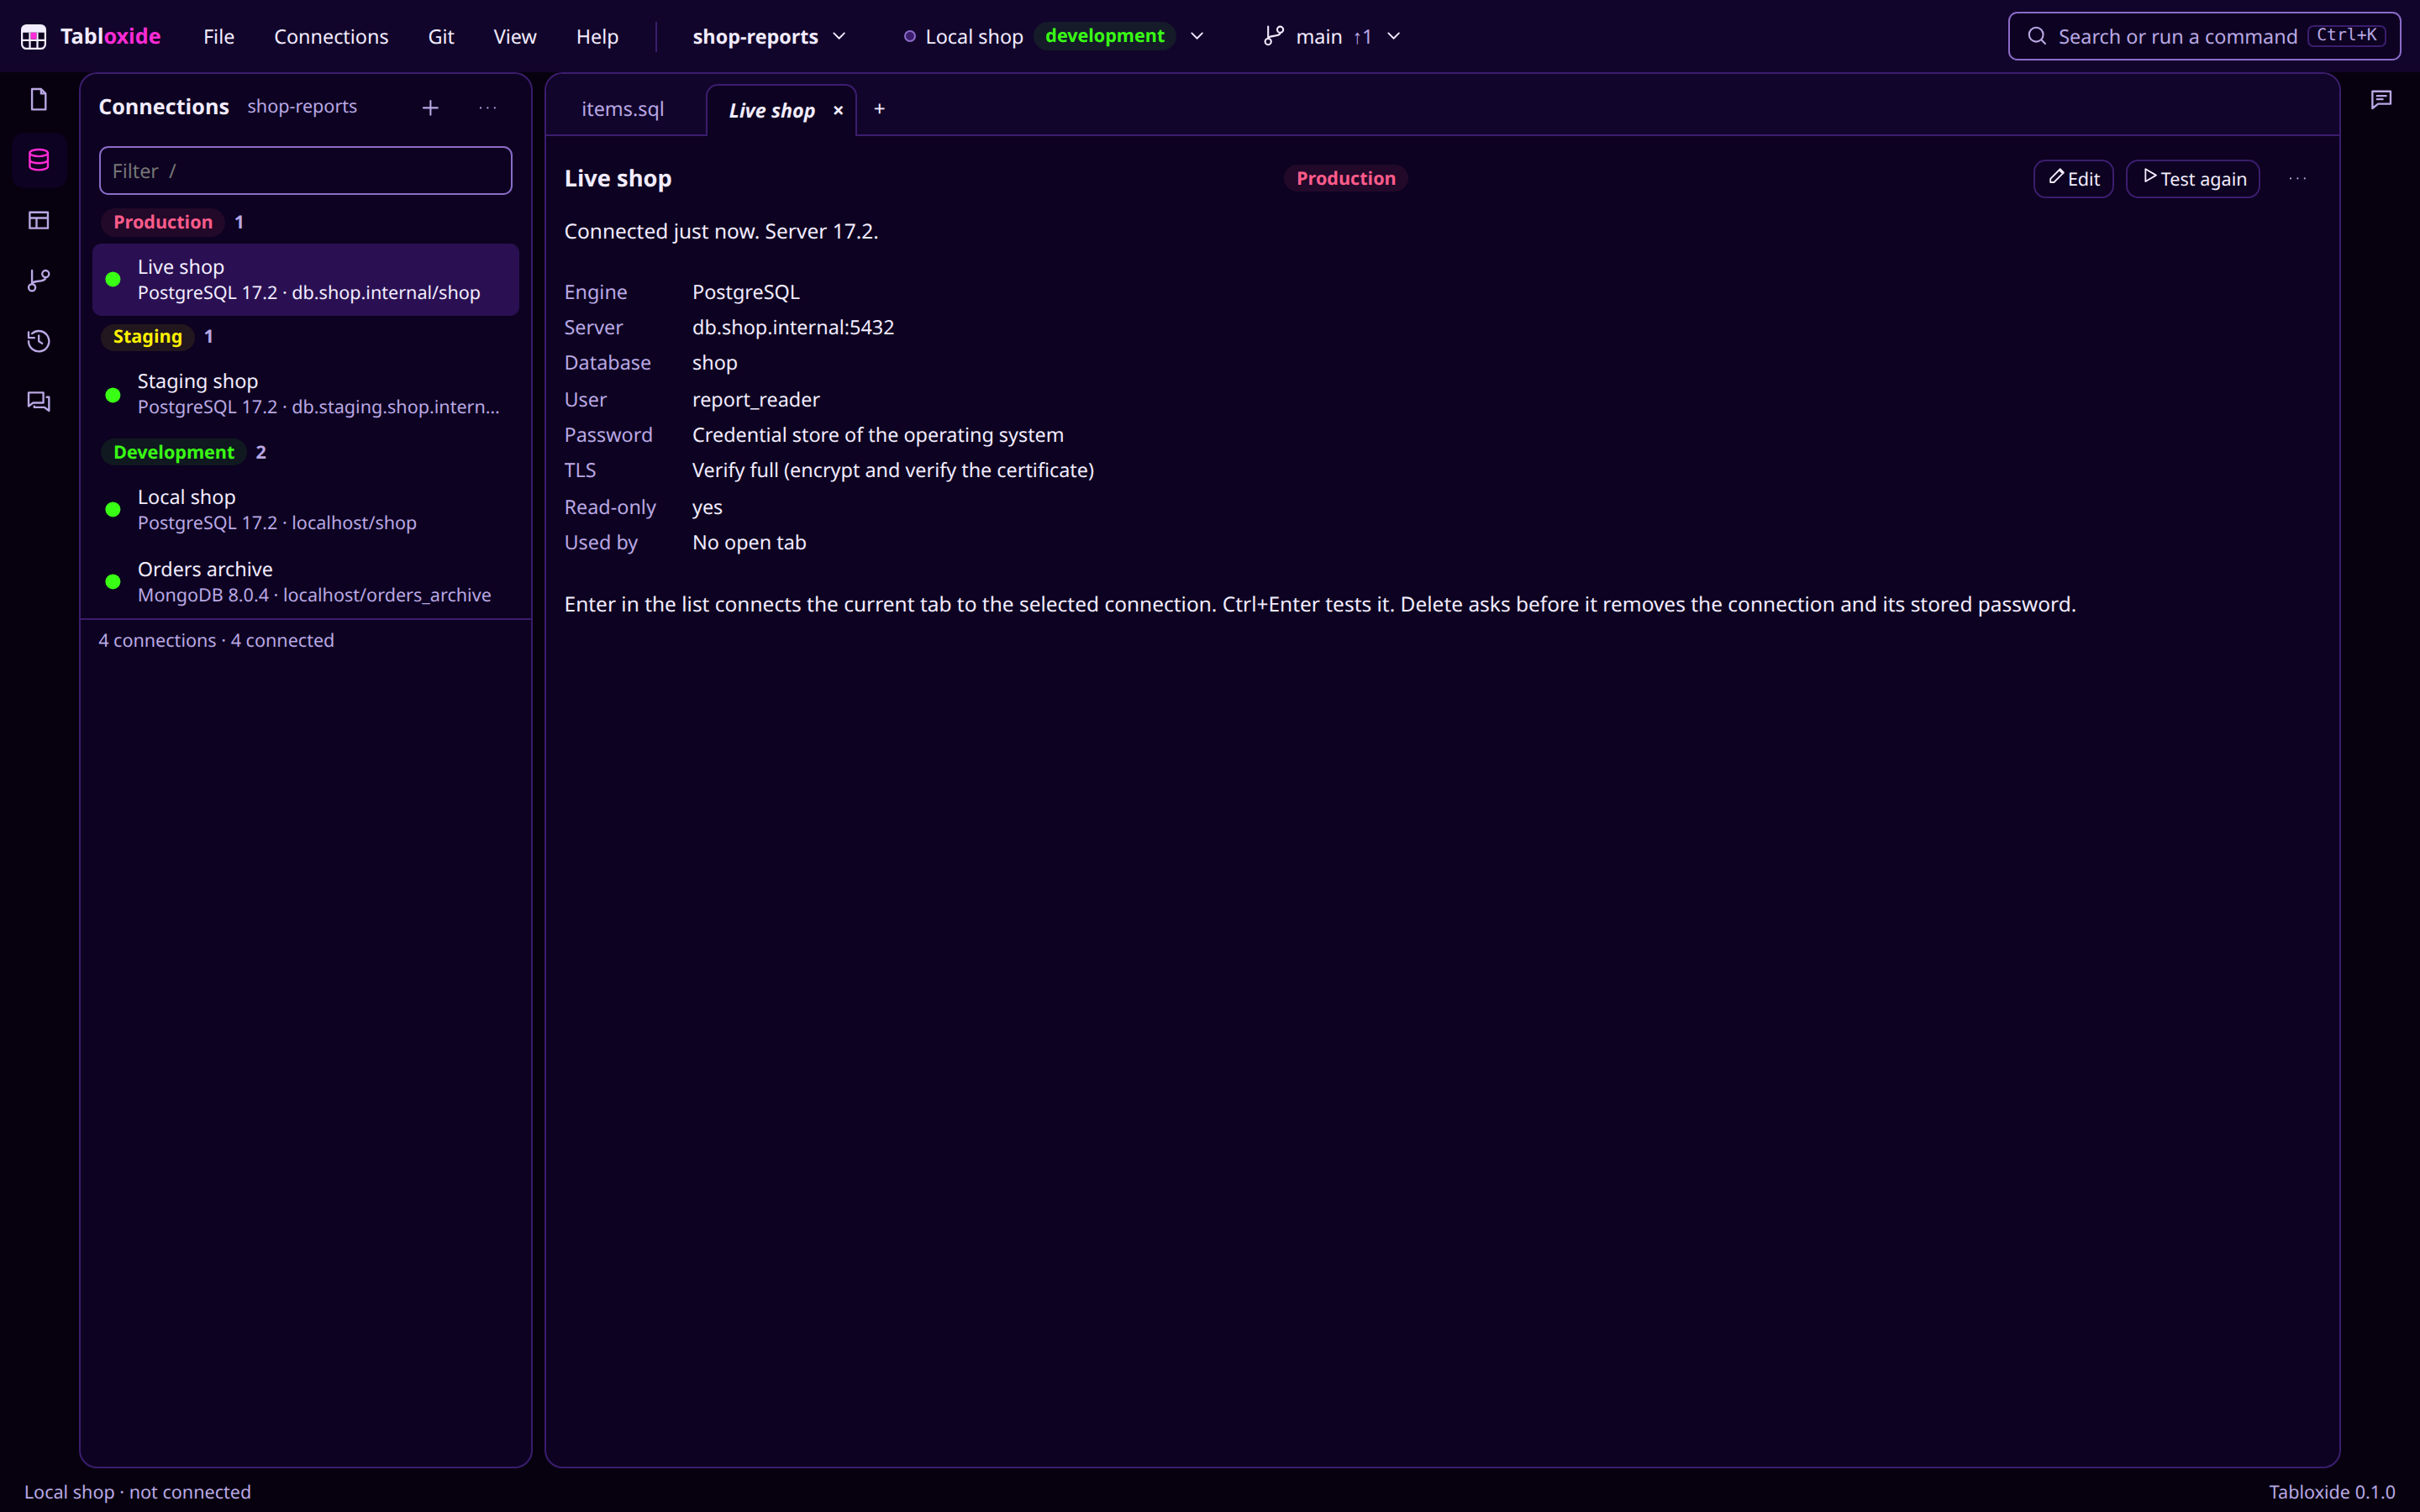 Tabloxide File Connections Git View Help shop-reports Local shop development main ↑1 Search or run a command Ctrl+K
Connections shop-reports + ...
Filter /
Production 1
Live shop
PostgreSQL 17.2 · db.shop.internal/shop
Staging 1
Staging shop
PostgreSQL 17.2 · db.staging.shop.intern...
Development 2
Local shop
PostgreSQL 17.2 · localhost/shop
Orders archive
MongoDB 8.0.4 · localhost/orders_archive
4 connections · 4 connected
items.sql Live shop × +
Live shop Production Edit Test again ...
Connected just now. Server 17.2.
Engine PostgreSQL
Server db.shop.internal:5432
Database shop
User report_reader
Password Credential store of the operating system
TLS Verify full (encrypt and verify the certificate)
Read-only yes
Used by No open tab
Enter in the list connects the current tab to the selected connection. Ctrl+Enter tests it. Delete asks before it removes the connection and its stored password.
Local shop · not connected Tabloxide 0.1.0